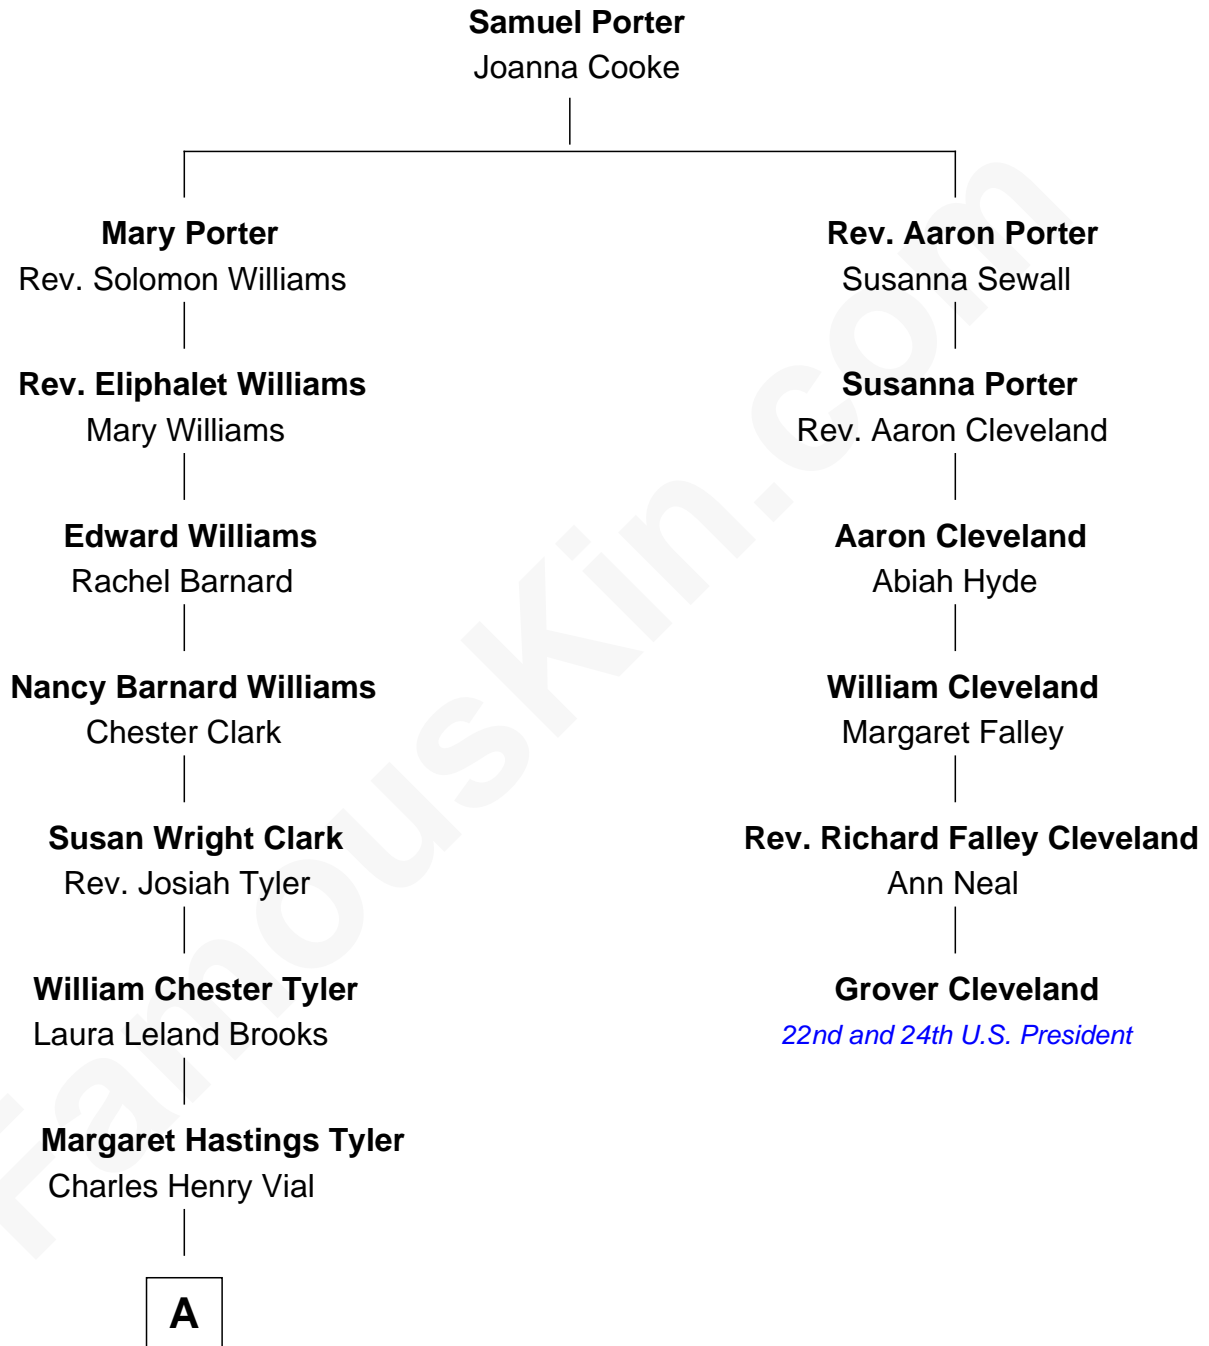 Samuel Porter
Joanna Cooke
Mary Porter
Rev. Solomon Williams
Rev. Aaron Porter
Susanna Sewall
Rev. Eliphalet Williams
Mary Williams
Susanna Porter
Rev. Aaron Cleveland
Edward Williams
Rachel Barnard
Aaron Cleveland
Abiah Hyde
Nancy Barnard Williams
Chester Clark
William Cleveland
Margaret Falley
Susan Wright Clark
Rev. Josiah Tyler
Rev. Richard Falley Cleveland
Ann Neal
William Chester Tyler
Laura Leland Brooks
Grover Cleveland
22nd and 24th U.S. President
Margaret Hastings Tyler
Charles Henry Vial
A
FamousKin.com